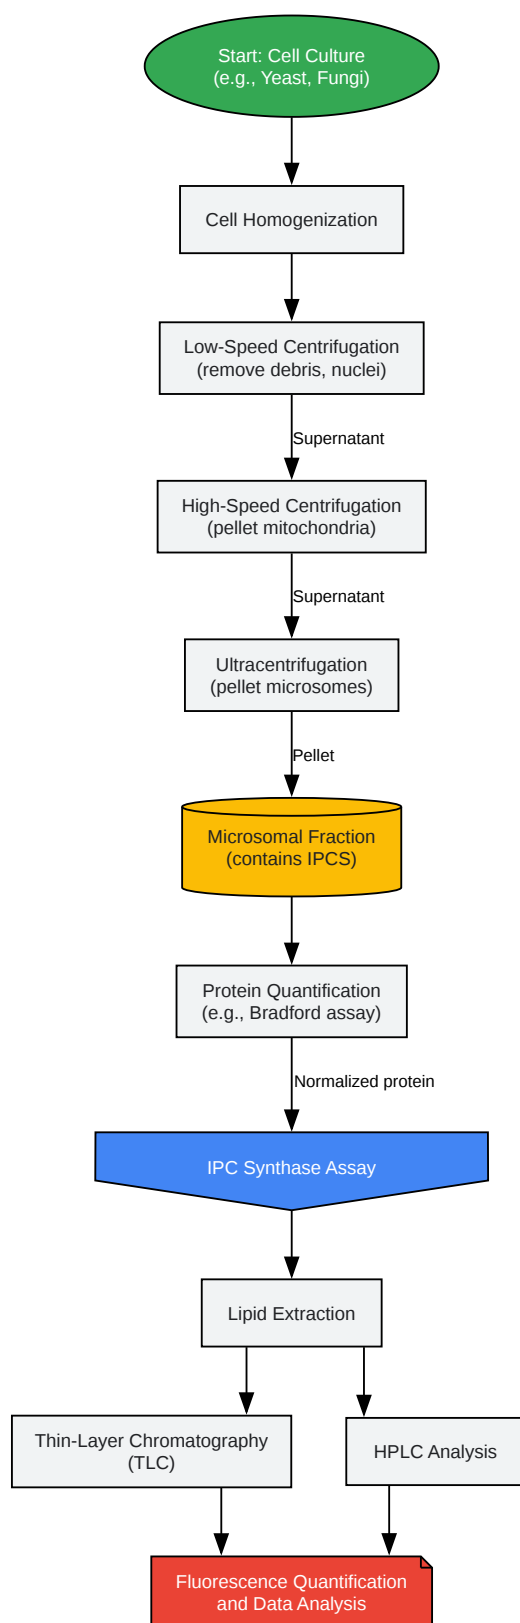 Start: Cell Culture
(e.g., Yeast, Fungi)
Cell Homogenization
Low-Speed Centrifugation
(remove debris, nuclei)
Supernatant
High-Speed Centrifugation
(pellet mitochondria)
Supernatant
Ultracentrifugation
(pellet microsomes)
Pellet
Microsomal Fraction
(contains IPCS)
Protein Quantification
(e.g., Bradford assay)
Normalized protein
IPC Synthase Assay
Lipid Extraction
Thin-Layer Chromatography
(TLC)
HPLC Analysis
Fluorescence Quantification
and Data Analysis